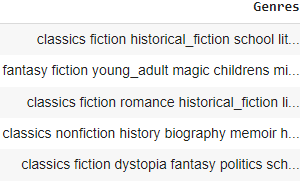 Genres
classics fiction historical_fiction school lit...
fantasy fiction young_adult magic childrens mi...
classics fiction romance historical_fiction li...
classics nonfiction history biography memoir h...
classics fiction dystopia fantasy politics sch...